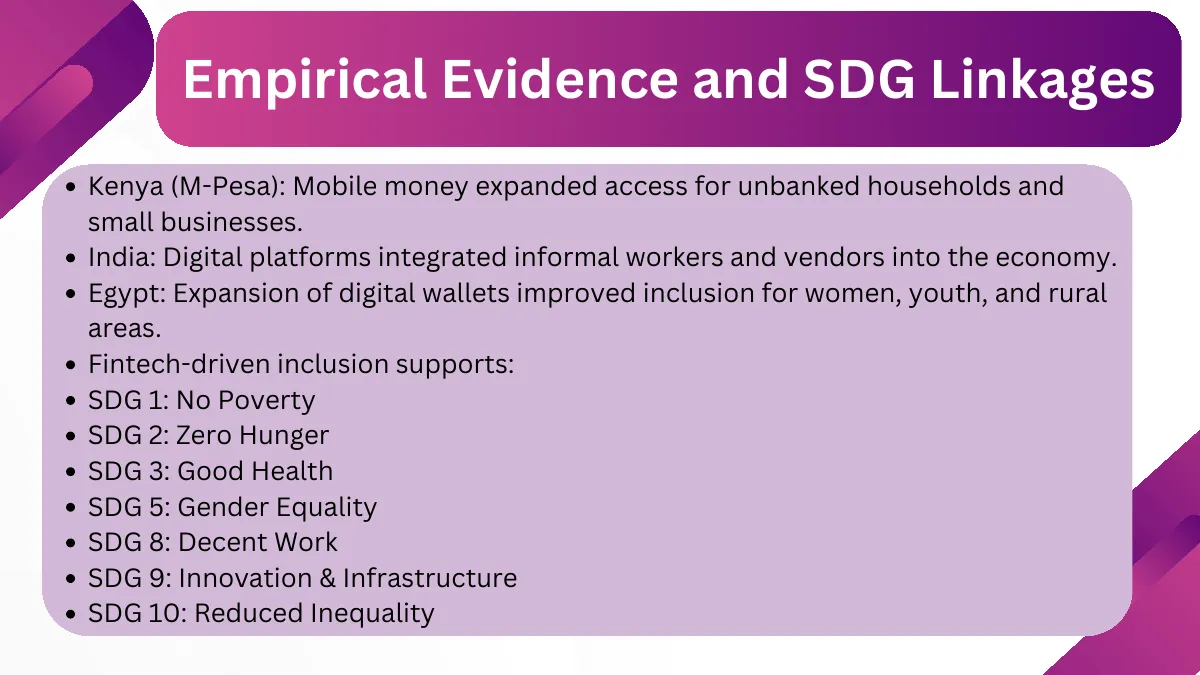 Empirical Evidence and SDG Linkages
• Kenya (M-Pesa): Mobile money expanded access for unbanked households and
small businesses.
• India: Digital platforms integrated informal workers and vendors into the economy.
• Egypt: Expansion of digital wallets improved inclusion for women, youth, and rural
areas.
• Fintech-driven inclusion supports:
• SDG 1: No Poverty
• SDG 2: Zero Hunger
• SDG 3: Good Health
• SDG 5: Gender Equality
• SDG 8: Decent Work
• SDG 9: Innovation & Infrastructure
• SDG 10: Reduced Inequality